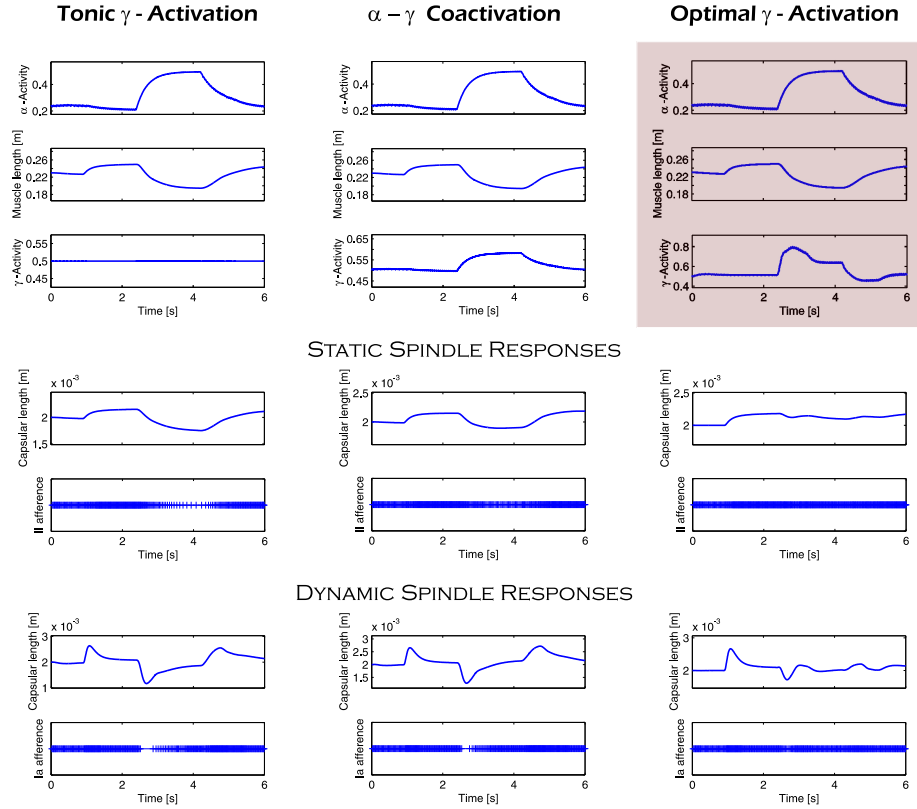 Tonic γ - Activation
α – γ Coactivation
Optimal γ - Activation
α -Activity
0.4
0.2
α -Activity
0.4
0.2
α -Activity
0.4
0.2
Muscle length [m]
0.26
0.22
0.18
Muscle length [m]
0.26
0.22
0.18
Muscle length [m]
0.26
0.22
0.18
γ -Activity
0.55
0.5
0.45
0 2 4 6
Time [s]
γ -Activity
0.65
0.55
0.45
0 2 4 6
Time [s]
γ -Activity
0.8
0.6
0.4
0 2 4 6
Time [s]
STATIC SPINDLE RESPONSES
Capsular length [m]
x 10⁻³
2
1.5
Capsular length [m]
x 10⁻³
2.5
2
Capsular length [m]
x 10⁻³
2.5
2
II afference
0 2 4 6
Time [s]
II afference
0 2 4 6
Time [s]
II afference
0 2 4 6
Time [s]
DYNAMIC SPINDLE RESPONSES
Capsular length [m]
x 10⁻³
3
2
1
Capsular length [m]
x 10⁻³
3
2.5
2
1.5
Capsular length [m]
x 10⁻³
3
2
Ia afference
0 2 4 6
Time [s]
Ia afference
0 2 4 6
Time [s]
Ia afference
0 2 4 6
Time [s]